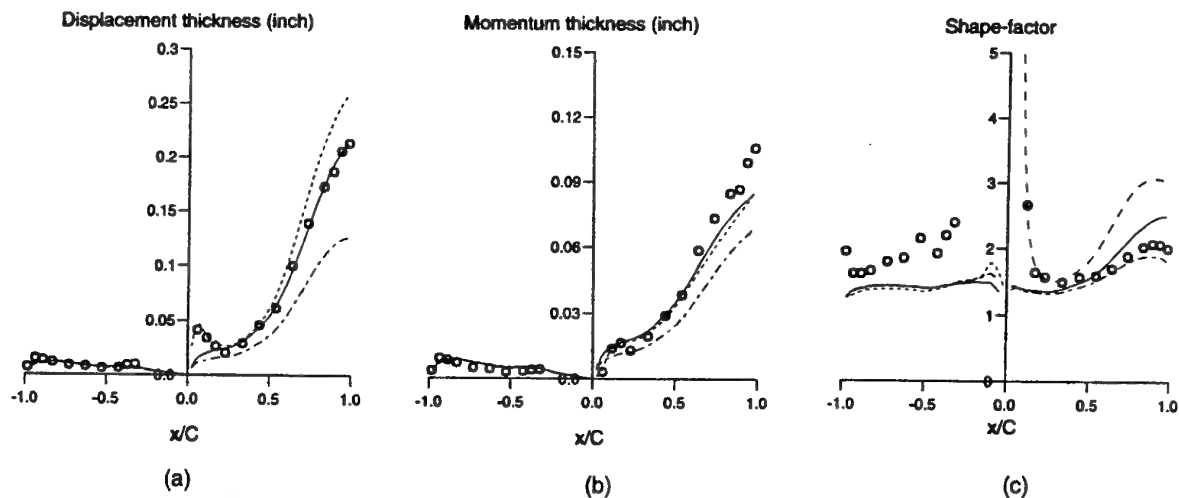 Displacement thickness (inch)
0.3
0.25
0.2
0.15
0.1
0.05
0
-1.0 -0.5 0.0 0.5 1.0
x/C
(a)
Momentum thickness (inch)
0.15
0.12
0.09
0.06
0.03
0.0
-1.0 -0.5 0.0 0.5 1.0
x/C
(b)
Shape-factor
5
4
3
2
1
0
-1.0 -0.5 0.0 0.5 1.0
x/C
(c)